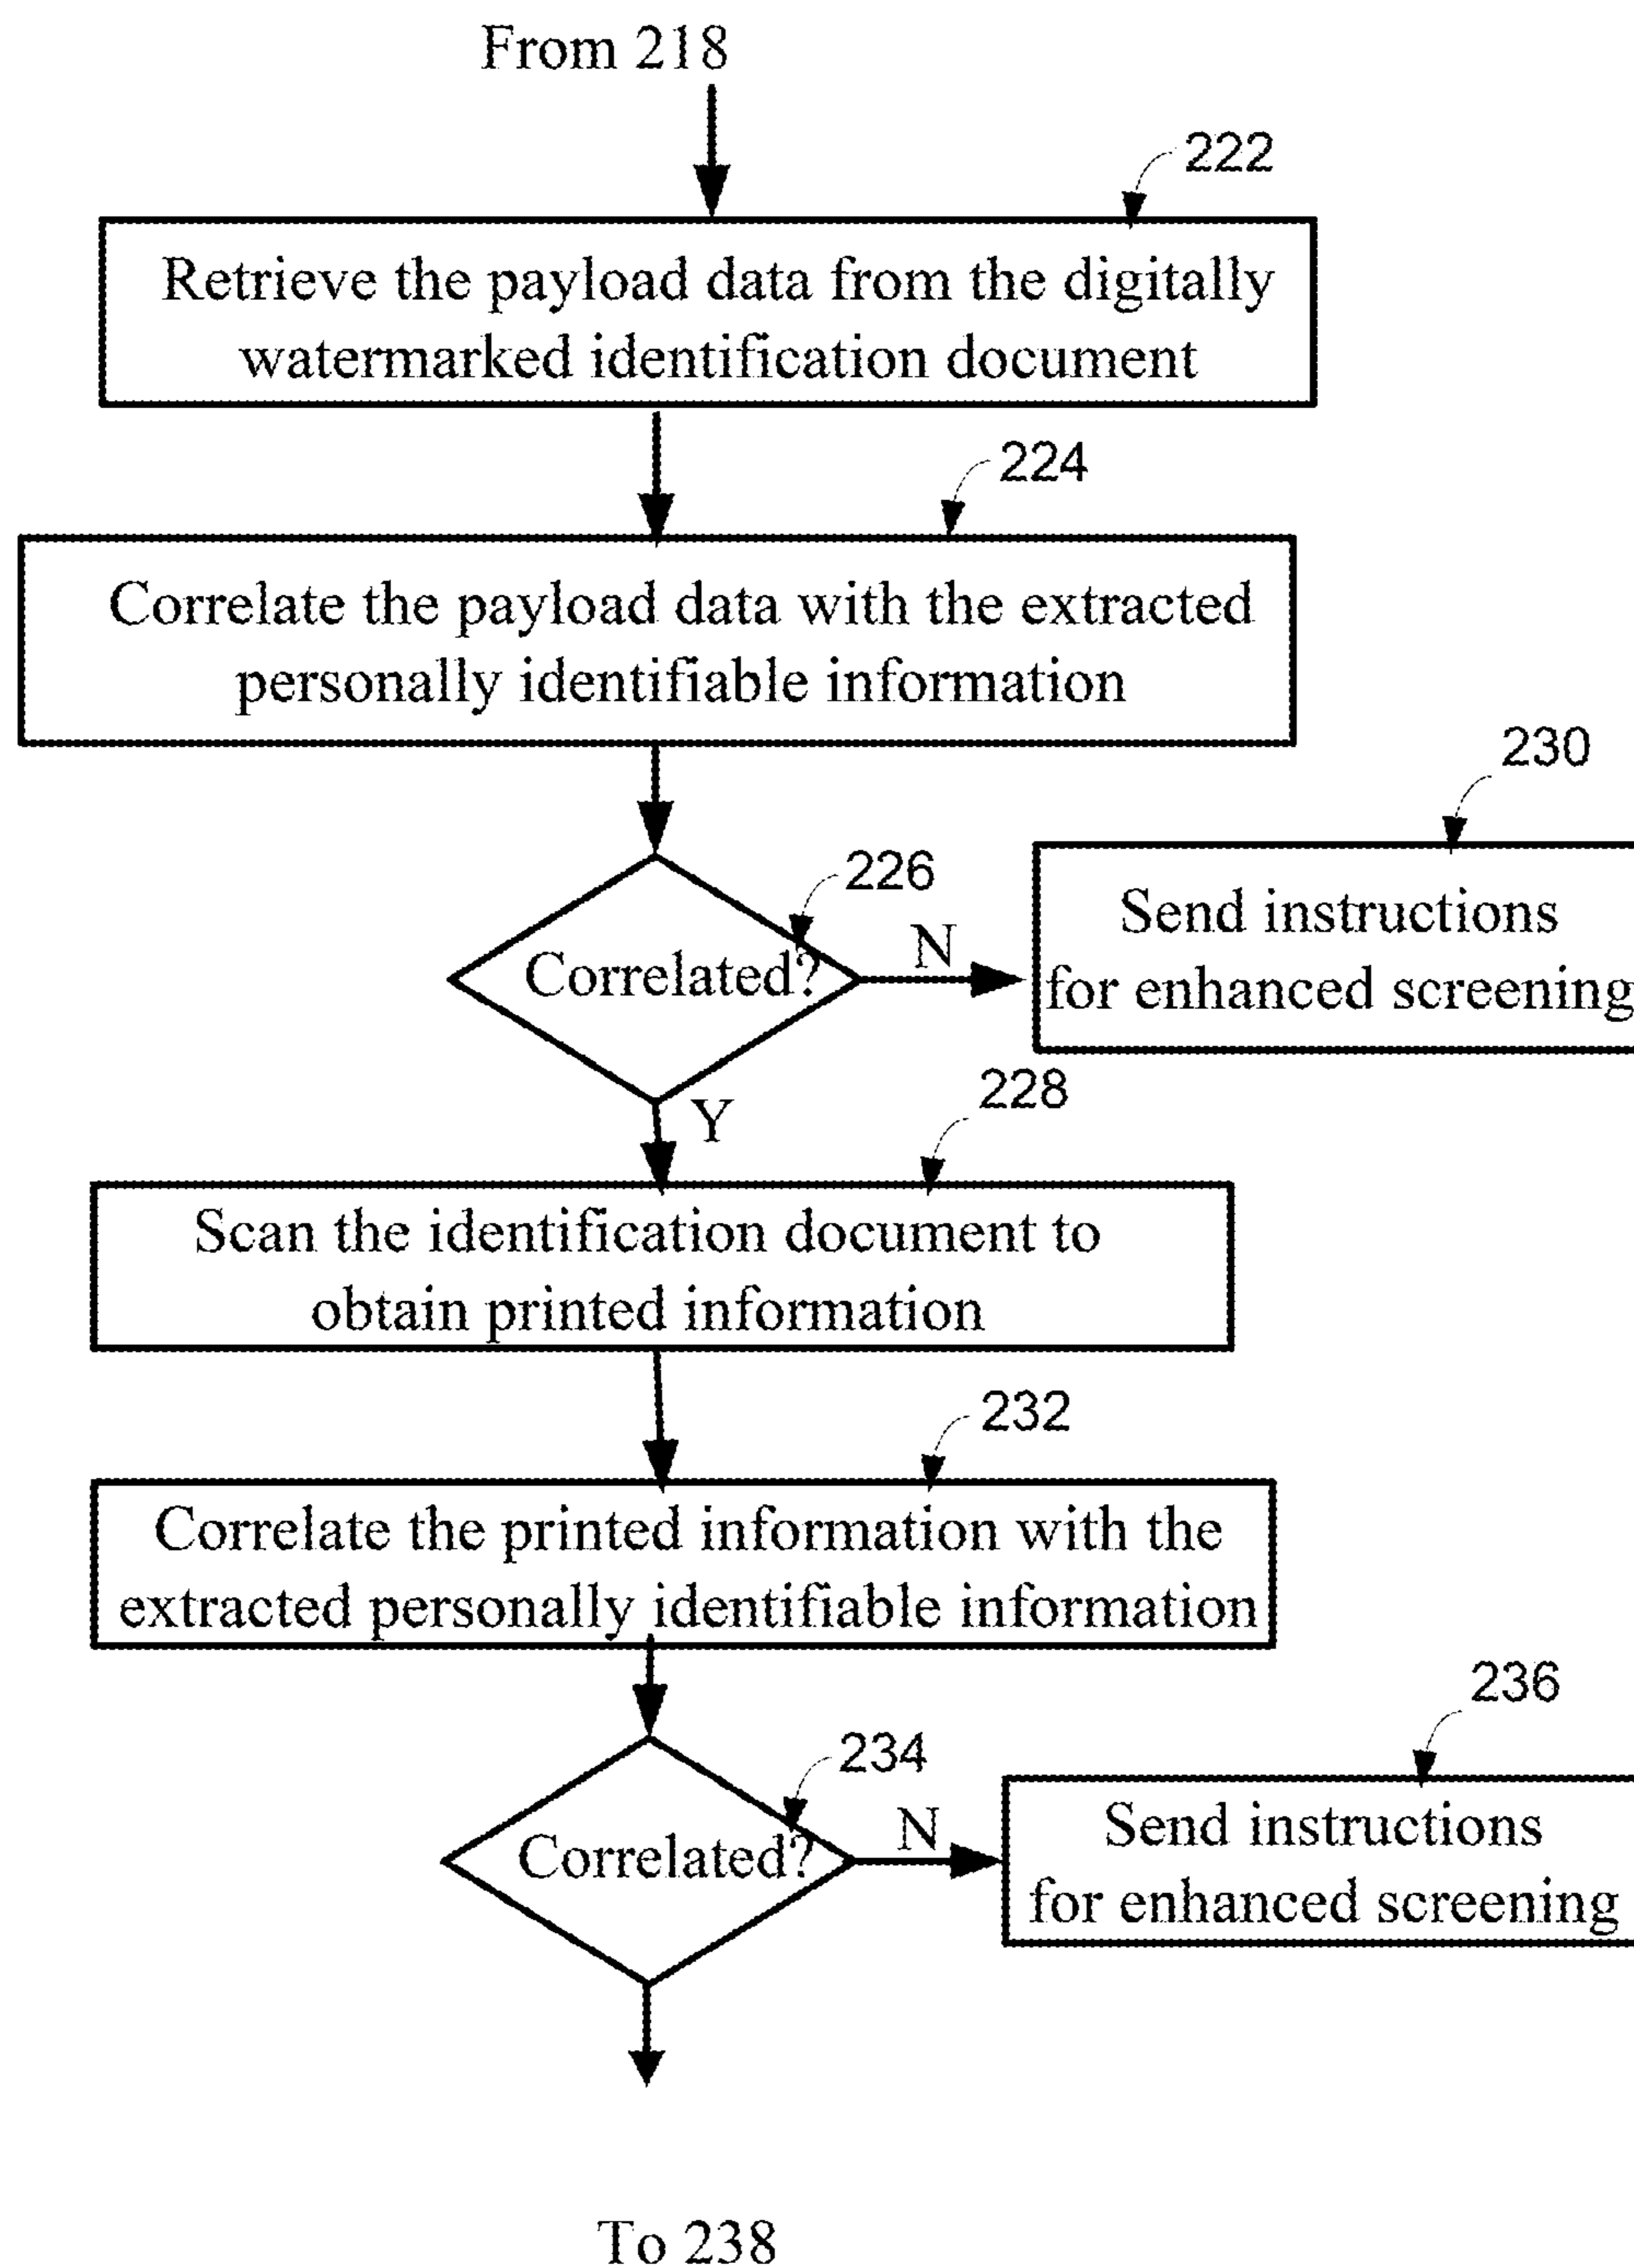 From 218
222
Retrieve the payload data from the digitally
watermarked identification document
224
Correlate the payload data with the extracted
personally identifiable information
230
226
Correlated?
N
Send instructions
for enhanced screening
Y
228
Scan the identification document to
obtain printed information
232
Correlate the printed information with the
extracted personally identifiable information
236
234
Correlated?
N
Send instructions
for enhanced screening
To 238